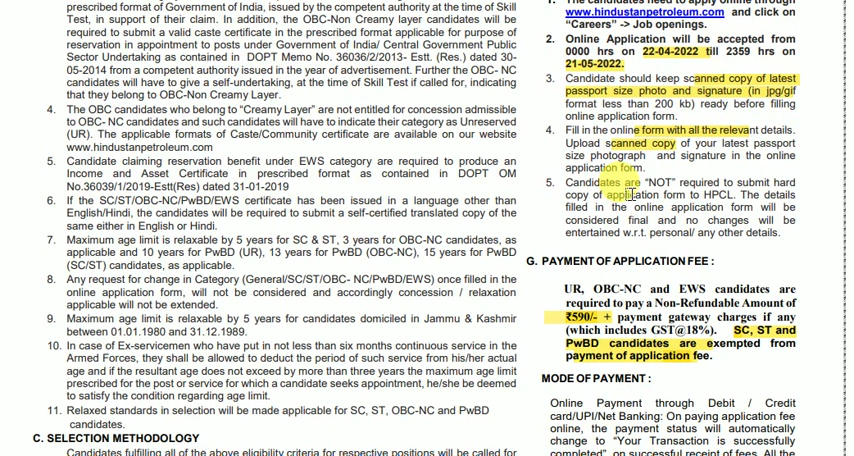 prescribed format of Government of India, issued by the competent authority at the time of Skill
Test, in support of their claim. In addition, the OBC-Non Creamy layer candidates will be
required to submit a valid caste certificate in the prescribed format applicable for purpose of
reservation in appointment to posts under Government of India/ Central Government Public
Sector Undertaking as contained in DOPT Memo No. 36036/2/2013- Estt. (Res.) dated 30-
05-2014 from a competent authority issued in the year of advertisement. Further the OBC- NC
candidates will have to give a self-undertaking, at the time of Skill Test if called for, indicating
that they belong to OBC-Non Creamy Layer.
4. The OBC candidates who belong to “Creamy Layer” are not entitled for concession admissible
to OBC- NC candidates and such candidates will have to indicate their category as Unreserved
(UR). The applicable formats of Caste/Community certificate are available on our website
www.hindustanpetroleum.com
5. Candidate claiming reservation benefit under EWS category are required to produce an
Income and Asset Certificate in prescribed format as contained in DOPT OM
No.36039/1/2019-Estt(Res) dated 31-01-2019
6. If the SC/ST/OBC-NC/PwBD/EWS certificate has been issued in a language other than
English/Hindi, the candidates will be required to submit a self-certified translated copy of the
same either in English or Hindi.
7. Maximum age limit is relaxable by 5 years for SC & ST, 3 years for OBC-NC candidates, as
applicable and 10 years for PwBD (UR), 13 years for PwBD (OBC-NC), 15 years for PwBD
(SC/ST) candidates, as applicable.
8. Any request for change in Category (General/SC/ST/OBC- NC/PwBD/EWS) once filled in the
online application form, will not be considered and accordingly concession / relaxation
applicable will not be extended.
9. Maximum age limit is relaxable by 5 years for candidates domiciled in Jammu & Kashmir
between 01.01.1980 and 31.12.1989.
10. In case of Ex-servicemen who have put in not less than six months continuous service in the
Armed Forces, they shall be allowed to deduct the period of such service from his/her actual
age and if the resultant age does not exceed by more than three years the maximum age limit
prescribed for the post or service for which a candidate seeks appointment, he/she be deemed
to satisfy the condition regarding age limit.
11. Relaxed standards in selection will be made applicable for SC, ST, OBC-NC and PwBD
candidates.
C. SELECTION METHODOLOGY
Candidates fulfilling all of the above eligibility criteria for respective positions will be called for
1. The candidates need to apply online through
www.hindustanpetroleum.com and click on
“Careers” -> Job openings.
2. Online Application will be accepted from
0000 hrs on 22-04-2022 till 2359 hrs on
21-05-2022.
3. Candidate should keep scanned copy of latest
passport size photo and signature (in jpg/gif
format less than 200 kb) ready before filling
online application form.
4. Fill in the online form with all the relevant details.
Upload scanned copy of your latest passport
size photograph and signature in the online
application form.
5. Candidates are “NOT” required to submit hard
copy of application form to HPCL. The details
filled in the online application form will be
considered final and no changes will be
entertained w.r.t. personal/ any other details.
G. PAYMENT OF APPLICATION FEE :
UR, OBC-NC and EWS candidates are
required to pay a Non-Refundable Amount of
₹590/- + payment gateway charges if any
(which includes GST@18%). SC, ST and
PwBD candidates are exempted from
payment of application fee.
MODE OF PAYMENT :
Online Payment through Debit / Credit
card/UPI/Net Banking: On paying application fee
online, the payment status will automatically
change to “Your Transaction is successfully
completed”, on successful receipt of fees. All the